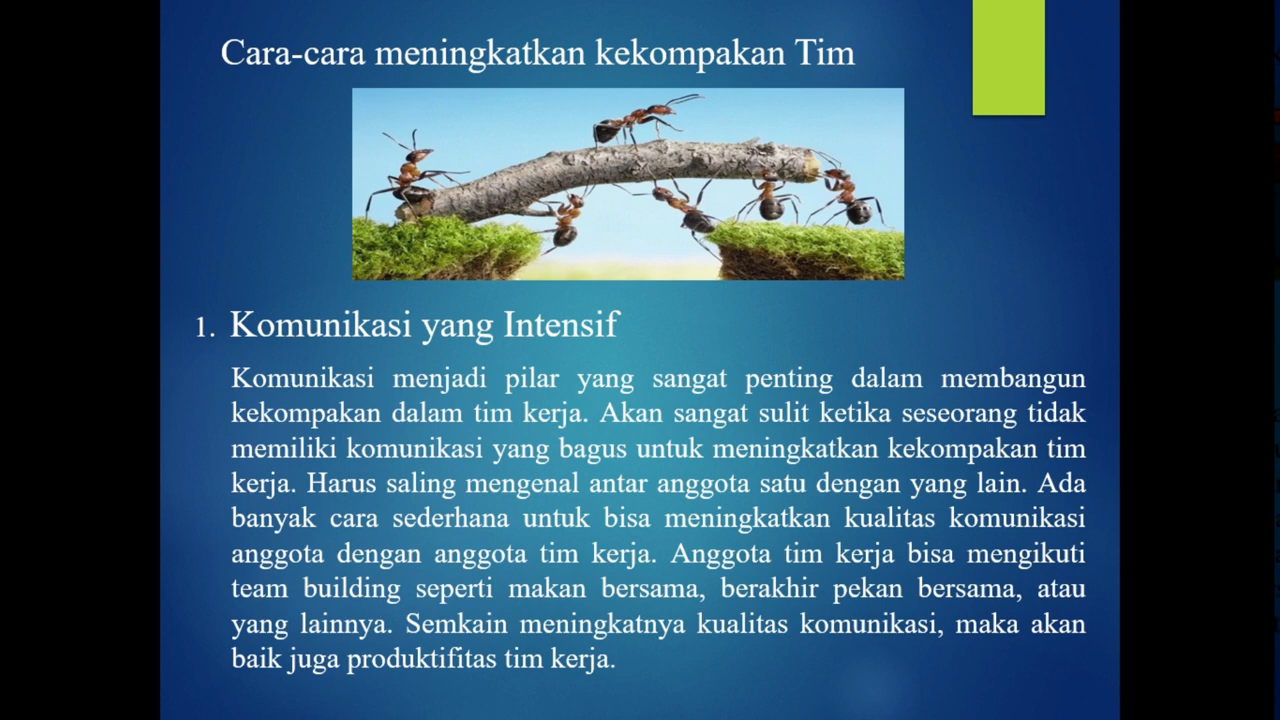 Cara-cara meningkatkan kekompakan Tim
1. Komunikasi yang Intensif
Komunikasi menjadi pilar yang sangat penting dalam membangun
kekompakan dalam tim kerja. Akan sangat sulit ketika seseorang tidak
memiliki komunikasi yang bagus untuk meningkatkan kekompakan tim
kerja. Harus saling mengenal antar anggota satu dengan yang lain. Ada
banyak cara sederhana untuk bisa meningkatkan kualitas komunikasi
anggota dengan anggota tim kerja. Anggota tim kerja bisa mengikuti
team building seperti makan bersama, berakhir pekan bersama, atau
yang lainnya. Semkain meningkatnya kualitas komunikasi, maka akan
baik juga produktifitas tim kerja.